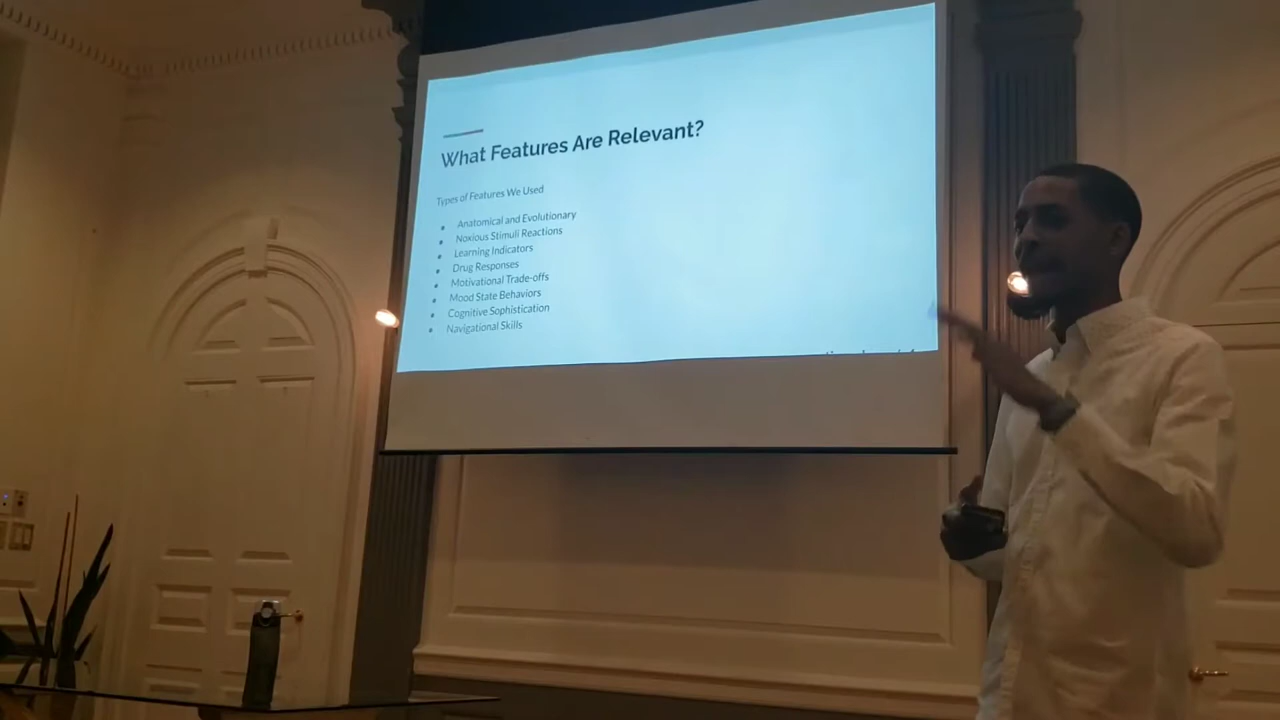 What Features Are Relevant?
Types of Features We Used
Anatomical and Evolutionary
Noxious Stimuli Reactions
Learning Indicators
Drug Responses
Motivational Trade-offs
Mood State Behaviors
Cognitive Sophistication
Navigational Skills